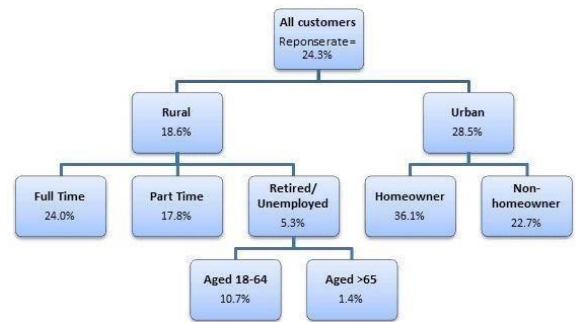 All customers
Reponserate=
24.3%
Rural
18.6%
Urban
28.5%
Full Time
24.0%
Part Time
17.8%
Retired/
Unemployed
5.3%
Homeowner
36.1%
Non-
homeowner
22.7%
Aged 18-64
10.7%
Aged >65
1.4%